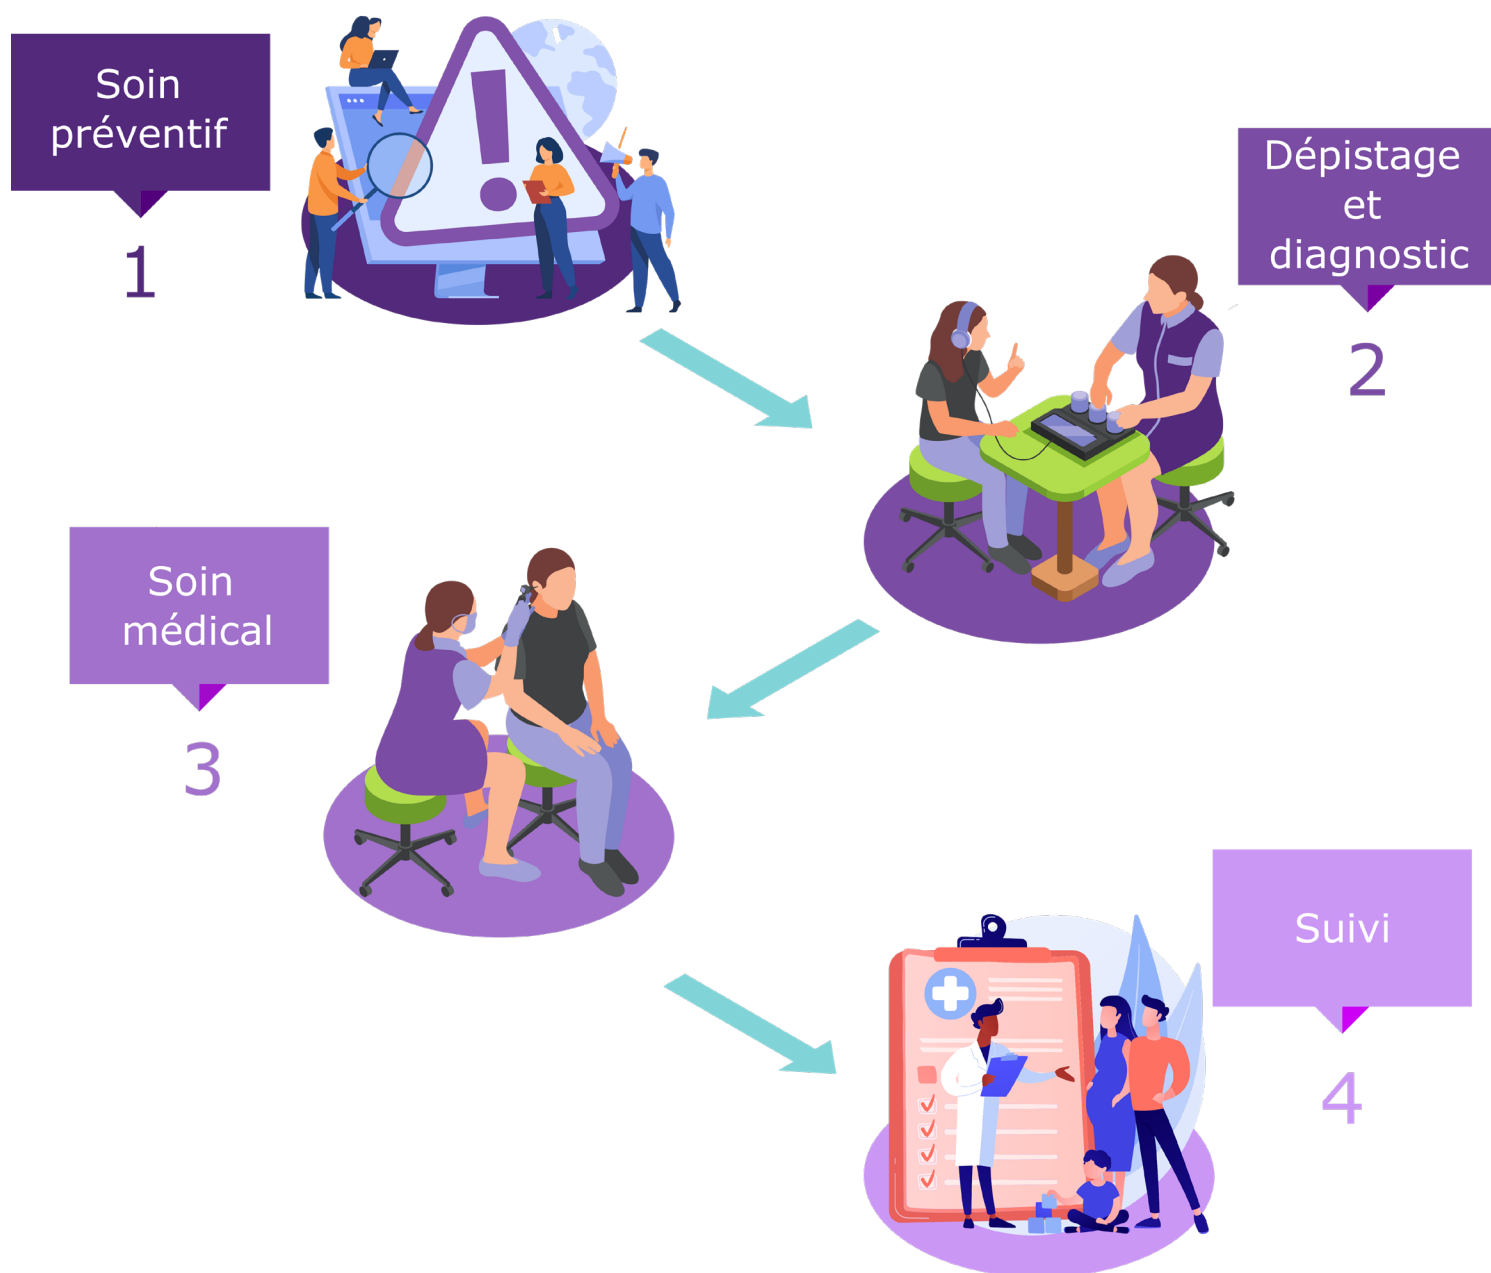 Soin
préventif
1
Dépistage
et
diagnostic
2
Soin
médical
3
Suivi
4